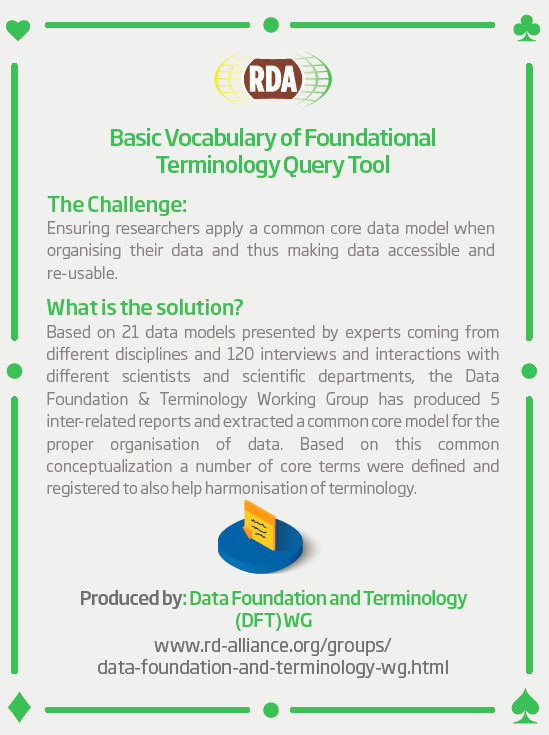 RDA
Basic Vocabulary of Foundational
Terminology Query Tool
The Challenge:
Ensuring researchers apply a common core data model when
organising their data and thus making data accessible and
re-usable.
What is the solution?
Based on 21 data models presented by experts coming from
different disciplines and 120 interviews and interactions with
different scientists and scientific departments, the Data
Foundation & Terminology Working Group has produced 5
inter-related reports and extracted a common core model for the
proper organisation of data. Based on this common
conceptualization a number of core terms were defined and
registered to also help harmonisation of terminology.
Produced by: Data Foundation and Terminology
(DFT) WG
www.rd-alliance.org/groups/
data-foundation-and-terminology-wg.html